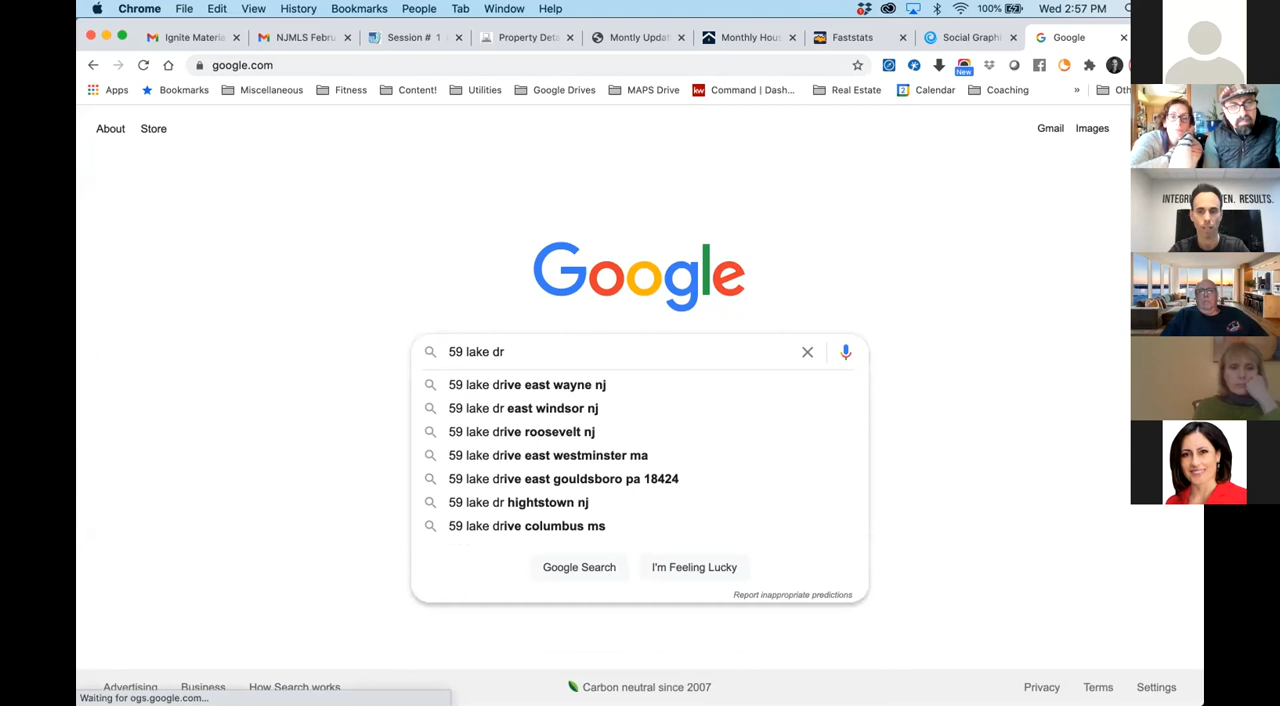 Chrome File Edit View History Bookmarks People Tab Window Help 100% Wed 2:57 PM
Ignite Materia NJMLS Febru Session # 1 Property Deta Montly Updat Monthly Hou Faststats Social Graphi Google
google.com New
Apps Bookmarks Miscellaneous Fitness Content! Utilities Google Drives MAPS Drive kw Command | Dash... Real Estate 2 Calendar Coaching » Oth
About Store Gmail Images
INTEGRI EN. RESULTS.
Google
59 lake dr
59 lake drive east wayne nj
59 lake dr east windsor nj
59 lake drive roosevelt nj
59 lake drive east westminster ma
59 lake drive east gouldsboro pa 18424
59 lake dr hightstown nj
59 lake drive columbus ms
Google Search I'm Feeling Lucky
Report inappropriate predictions
Advertising Business How Search works Carbon neutral since 2007 Privacy Terms Settings
Waiting for ogs.google.com...